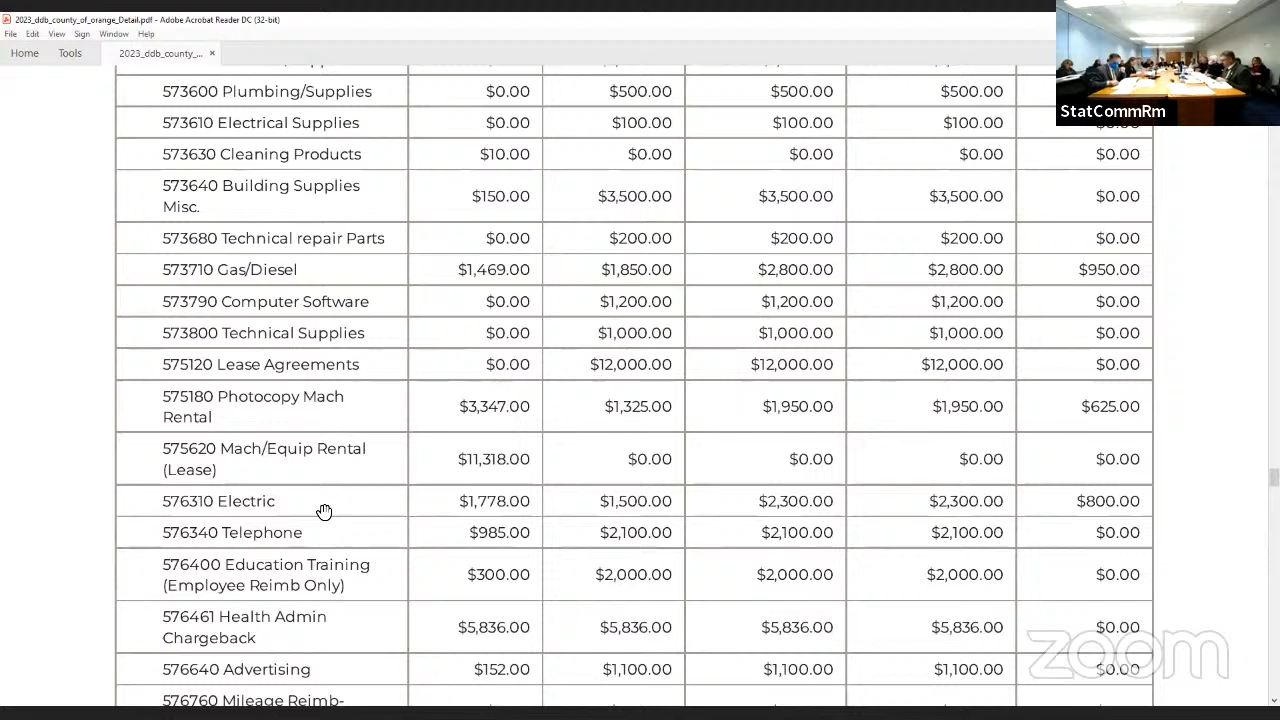 2023_ddb_county_of_orange_Detail.pdf - Adobe Acrobat Reader DC (32-bit)
File Edit View Sign Window Help
Home Tools 2023_ddb_county_... ×
StatCommRm
573600 Plumbing/Supplies $0.00 $500.00 $500.00 $500.00
573610 Electrical Supplies $0.00 $100.00 $100.00 $100.00 $0.00
573630 Cleaning Products $10.00 $0.00 $0.00 $0.00 $0.00
573640 Building Supplies
Misc. $150.00 $3,500.00 $3,500.00 $3,500.00 $0.00
573680 Technical repair Parts $0.00 $200.00 $200.00 $200.00 $0.00
573710 Gas/Diesel $1,469.00 $1,850.00 $2,800.00 $2,800.00 $950.00
573790 Computer Software $0.00 $1,200.00 $1,200.00 $1,200.00 $0.00
573800 Technical Supplies $0.00 $1,000.00 $1,000.00 $1,000.00 $0.00
575120 Lease Agreements $0.00 $12,000.00 $12,000.00 $12,000.00 $0.00
575180 Photocopy Mach
Rental $3,347.00 $1,325.00 $1,950.00 $1,950.00 $625.00
575620 Mach/Equip Rental
(Lease) $11,318.00 $0.00 $0.00 $0.00 $0.00
576310 Electric $1,778.00 $1,500.00 $2,300.00 $2,300.00 $800.00
576340 Telephone $985.00 $2,100.00 $2,100.00 $2,100.00 $0.00
576400 Education Training
(Employee Reimb Only) $300.00 $2,000.00 $2,000.00 $2,000.00 $0.00
576461 Health Admin
Chargeback $5,836.00 $5,836.00 $5,836.00 $5,836.00 $0.00
576640 Advertising $152.00 $1,100.00 $1,100.00 $1,100.00 $0.00
576760 Mileage Reimb-
zoom